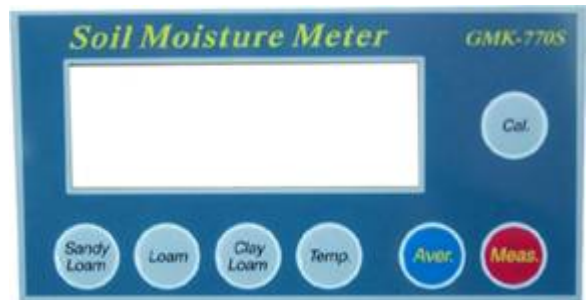 Soil Moisture Meter GMK-770S
Cal.
Sandy
Loam
Loam
Clay
Loam
Temp.
Aver.
Meas.